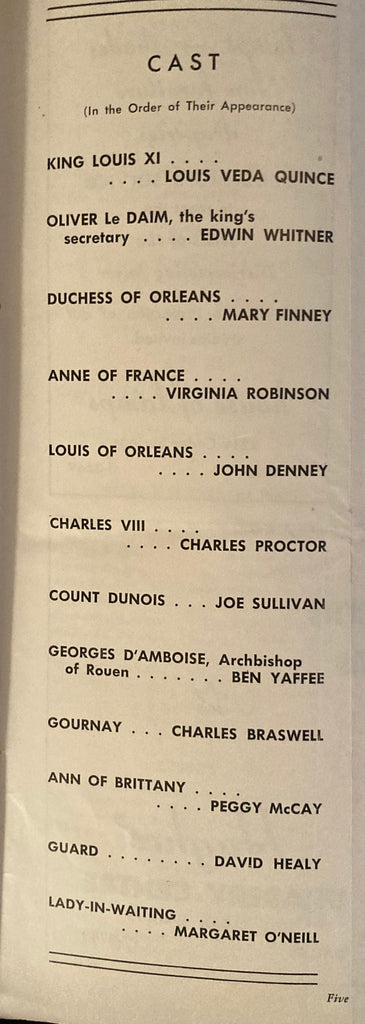 CAST
(In the Order of Their Appearance)
KING LOUIS XI . . . .
. . . . LOUIS VEDA QUINCE
OLIVER Le DAIM, the king's
secretary . . . . EDWIN WHITNER
DUCHESS OF ORLEANS . . . .
. . . . MARY FINNEY
ANNE OF FRANCE . . . .
. . . . VIRGINIA ROBINSON
LOUIS OF ORLEANS . . . .
. . . . JOHN DENNEY
CHARLES VIII . . . .
. . . . CHARLES PROCTOR
COUNT DUNOIS . . . JOE SULLIVAN
GEORGES D'AMBOISE, Archbishop
of Rouen . . . . . . . BEN YAFFEE
GOURNAY . . . CHARLES BRASWELL
ANN OF BRITTANY . . . .
. . . . PEGGY McCAY
GUARD . . . . . . . . DAVID HEALY
LADY-IN-WAITING . . . .
. . . . MARGARET O'NEILL
Five